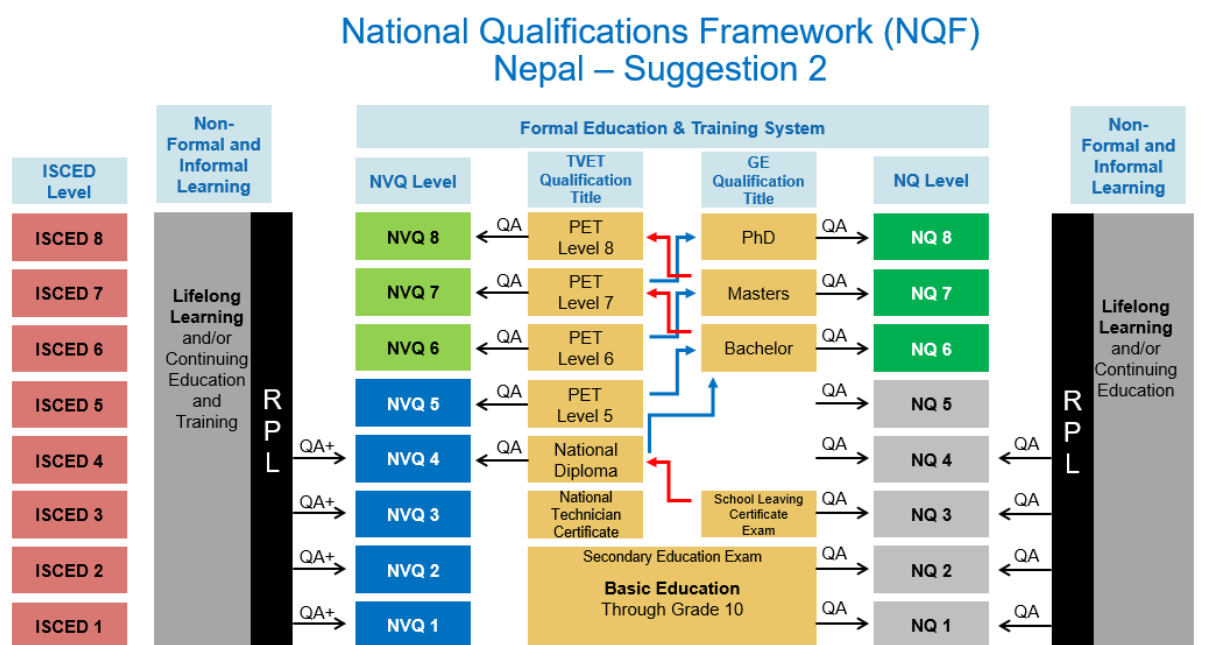 National Qualifications Framework (NQF)
Nepal – Suggestion 2
Non-
Formal and
Informal
Learning
Formal Education & Training System
Non-
Formal and
Informal
Learning
ISCED
Level
NVQ Level
TVET
Qualification
Title
GE
Qualification
Title
NQ Level
ISCED 8
NVQ 8
QA
PET
Level 8
PhD
QA
NQ 8
ISCED 7
NVQ 7
QA
PET
Level 7
Masters
QA
NQ 7
ISCED 6
NVQ 6
QA
PET
Level 6
Bachelor
QA
NQ 6
ISCED 5
NVQ 5
QA
PET
Level 5
QA
NQ 5
ISCED 4
QA+
NVQ 4
QA
National
Diploma
QA
NQ 4
QA
ISCED 3
QA+
NVQ 3
National
Technician
Certificate
School Leaving
Certificate
Exam
QA
NQ 3
QA
ISCED 2
QA+
NVQ 2
Secondary Education Exam
QA
NQ 2
QA
ISCED 1
QA+
NVQ 1
Basic Education
Through Grade 10
QA
NQ 1
QA
Lifelong
Learning
and/or
Continuing
Education
and
Training
R
P
L
R
P
L
Lifelong
Learning
and/or
Continuing
Education